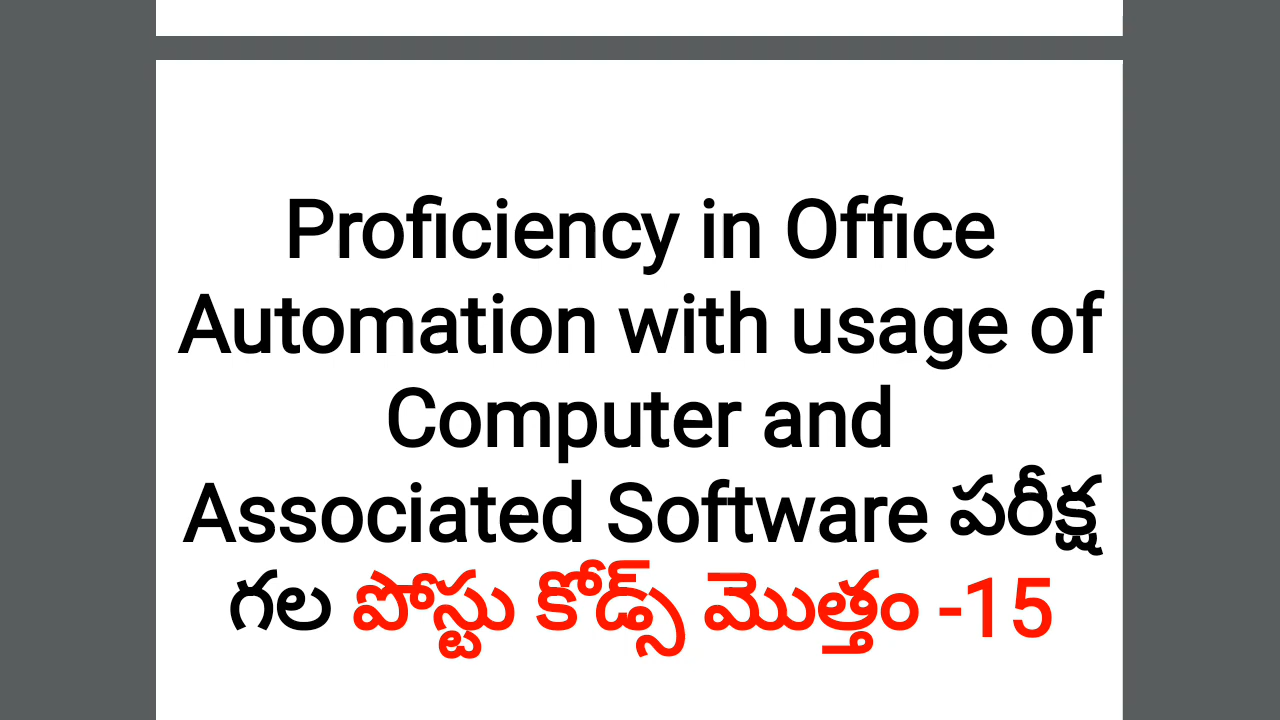 Proficiency in Office
Automation with usage of
Computer and
Associated Software పరీక్ష
గల పోస్టు కోడ్స్ మొత్తం -15